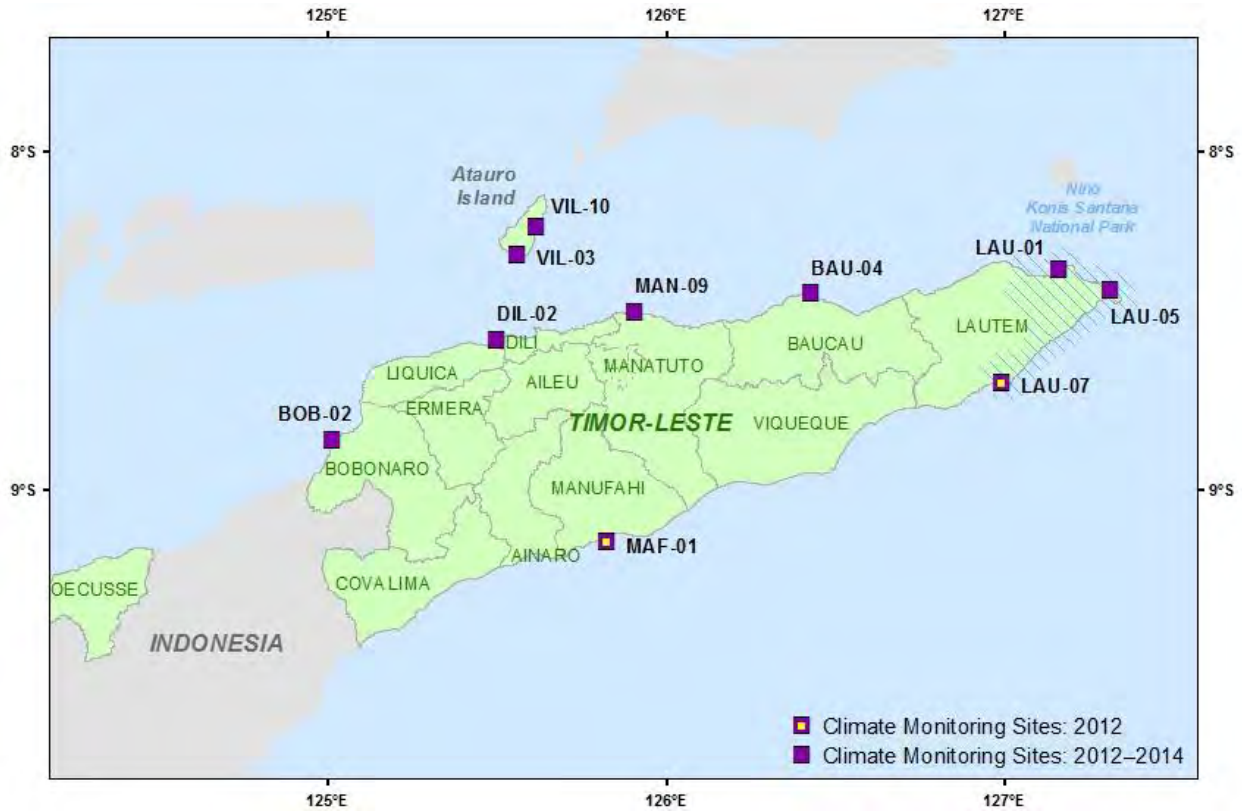 125°E
126°E
127°E
8°S
8°S
Atauro
Island
VIL-10
Nino
Konis Santana
National Park
LAU-01
VIL-03
BAU-04
MAN-09
LAU-05
DIL-02
DILI
LAUTEM
BAUCAU
LIQUICA
AILEU
MANATUTO
LAU-07
ERMERA
BOB-02
TIMOR-LESTE
VIQUEQUE
BOBONARO
9°S
MANUFAHI
9°S
MAF-01
AINARO
COVA LIMA
OECUSSE
INDONESIA
Climate Monitoring Sites: 2012
Climate Monitoring Sites: 2012–2014
125°E
126°E
127°E